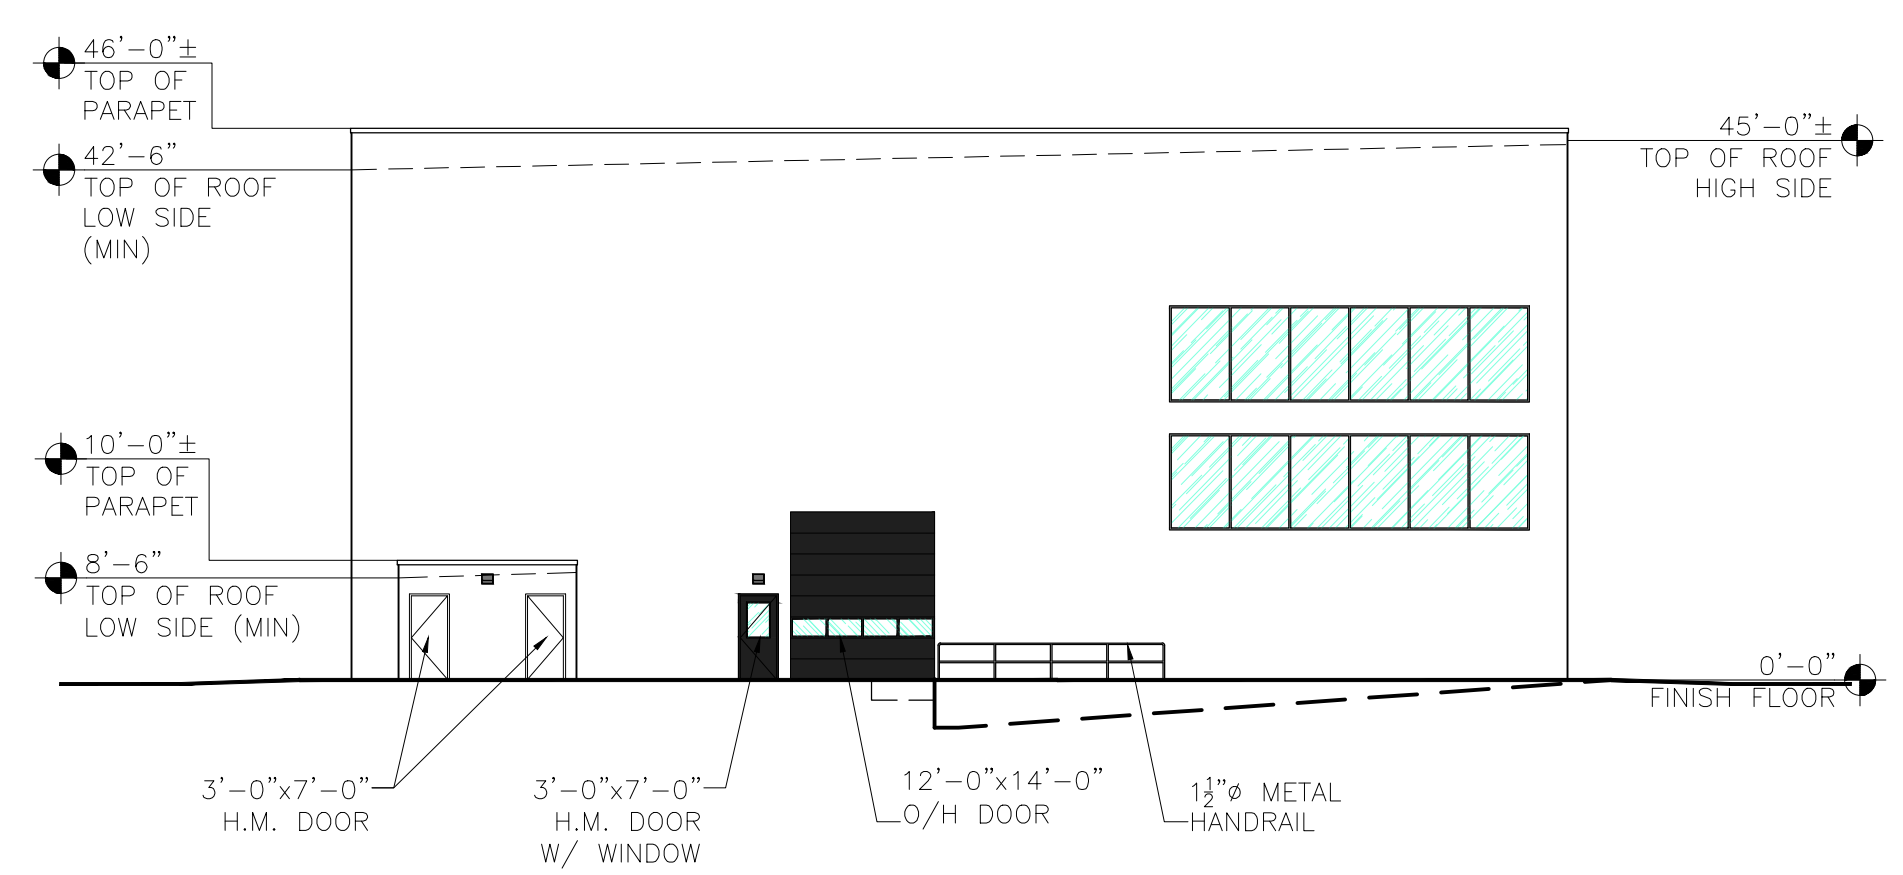 46'-0"±
TOP OF
PARAPET
42'-6"
TOP OF ROOF
LOW SIDE
(MIN)
45'-0"±
TOP OF ROOF
HIGH SIDE
10'-0"±
TOP OF
PARAPET
8'-6"
TOP OF ROOF
LOW SIDE (MIN)
0'-0"
FINISH FLOOR
3'-0"x7'-0"
H.M. DOOR
3'-0"x7'-0"
H.M. DOOR
W/ WINDOW
12'-0"x14'-0"
O/H DOOR
1½"ø METAL
HANDRAIL